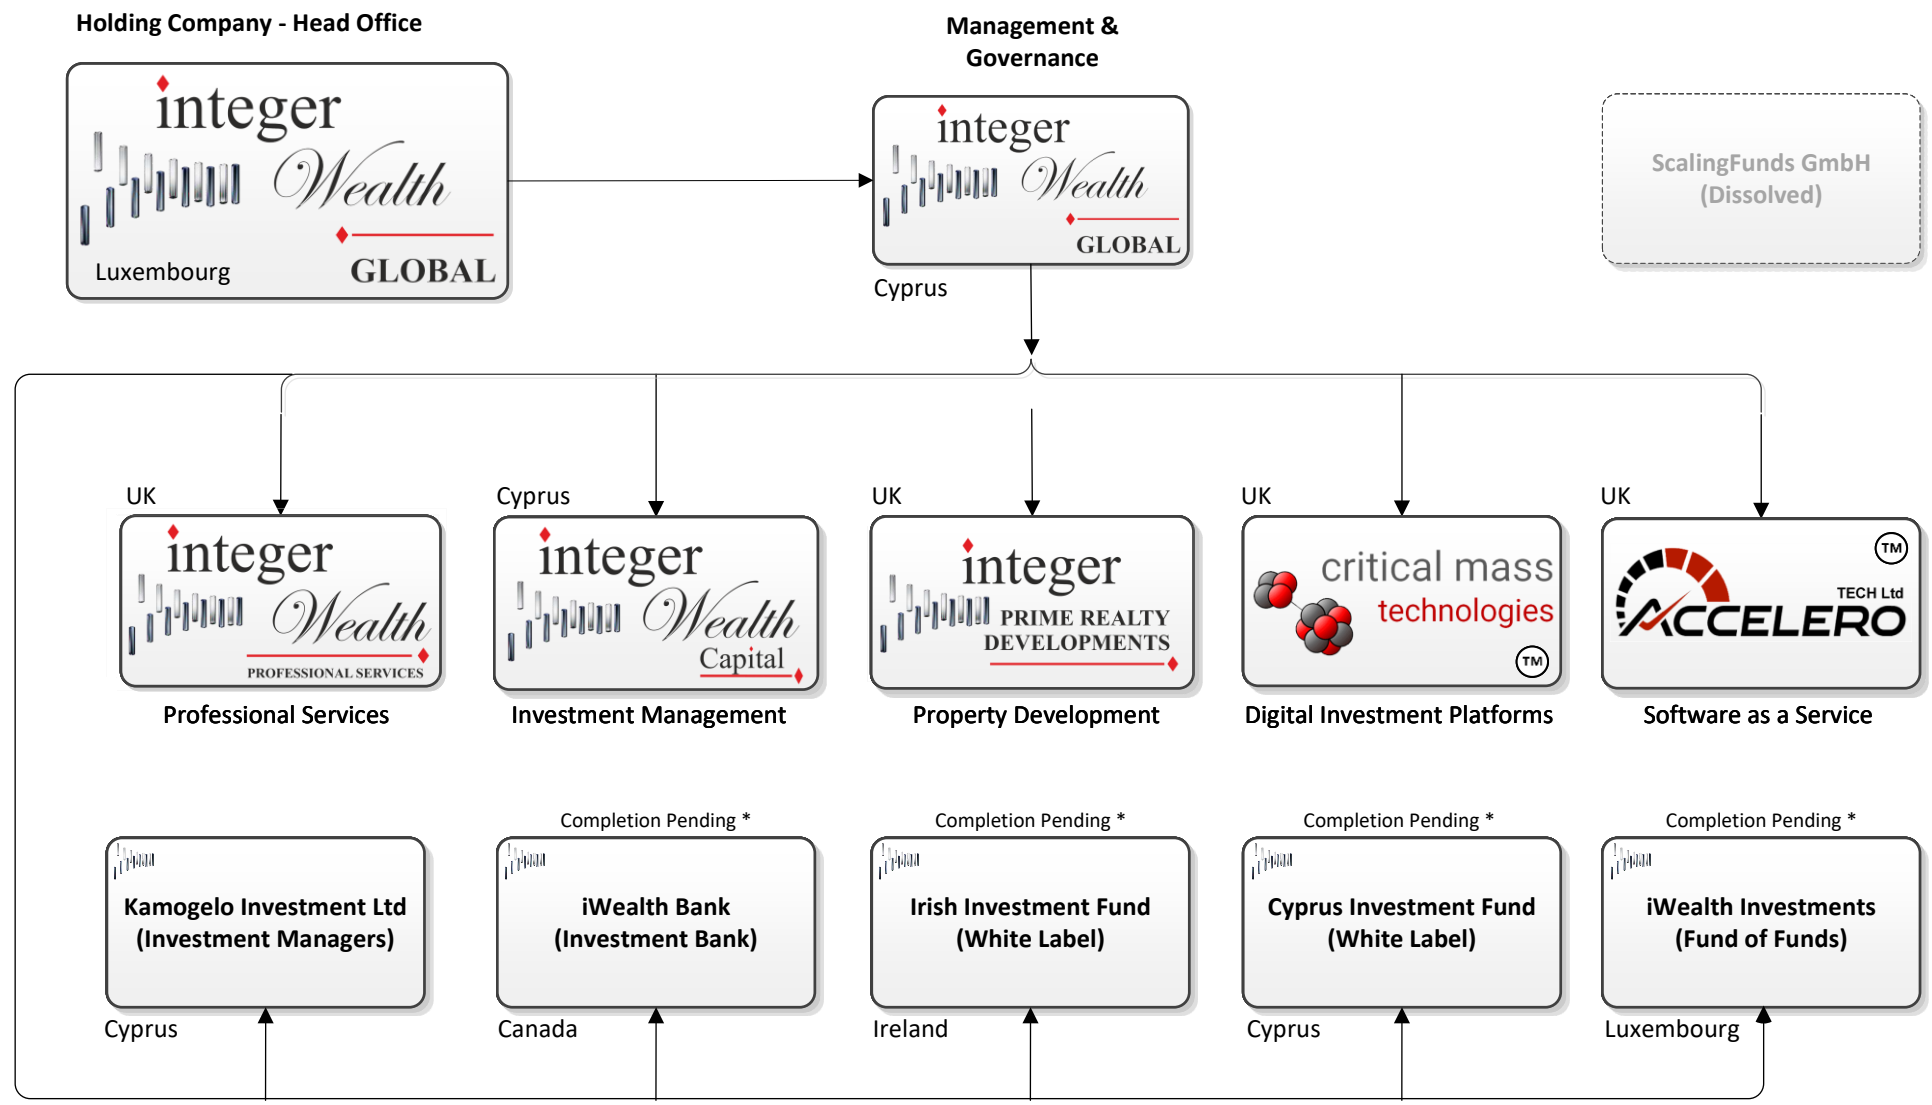 Holding Company - Head Office
Management &
Governance
integer
Wealth
GLOBAL
Luxembourg
integer
Wealth
GLOBAL
Cyprus
ScalingFunds GmbH
(Dissolved)
UK
integer
Wealth
PROFESSIONAL SERVICES
Professional Services
Cyprus
integer
Wealth
Capital
Investment Management
UK
integer
PRIME REALTY
DEVELOPMENTS
Property Development
UK
critical mass
technologies
TM
Digital Investment Platforms
UK
TM
TECH Ltd
ACCELERO
Software as a Service
Kamogelo Investment Ltd
(Investment Managers)
Cyprus
Completion Pending *
iWealth Bank
(Investment Bank)
Canada
Completion Pending *
Irish Investment Fund
(White Label)
Ireland
Completion Pending *
Cyprus Investment Fund
(White Label)
Cyprus
Completion Pending *
iWealth Investments
(Fund of Funds)
Luxembourg